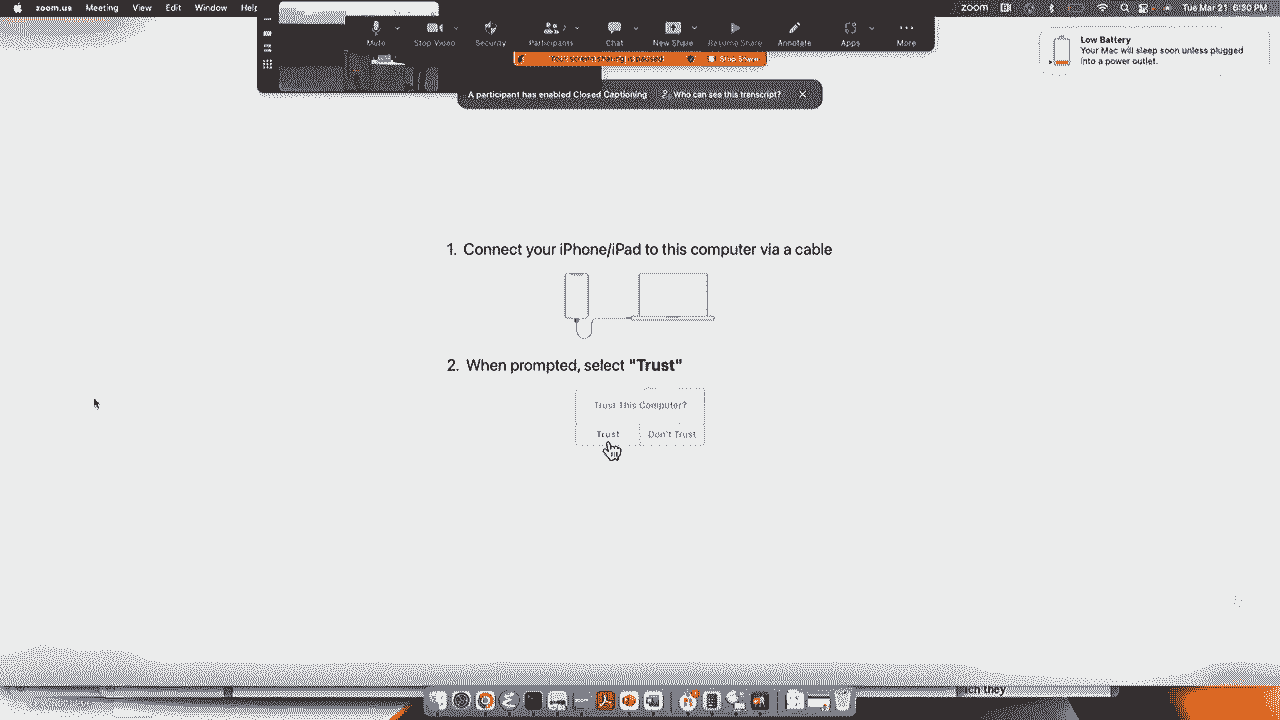 zoom.us Meeting View Edit Window Help
zoom
Tue Mar 21 6:30 PM
Mute Stop Video Security Participants Chat New Share Resume Share Annotate Apps More
2
Your screen sharing is paused Stop Share
A participant has enabled Closed Captioning Who can see this transcript?
Low Battery
Your Mac will sleep soon unless plugged
into a power outlet.
1. Connect your iPhone/iPad to this computer via a cable
2. When prompted, select "Trust"
Trust This Computer?
Trust Don't Trust
ich they